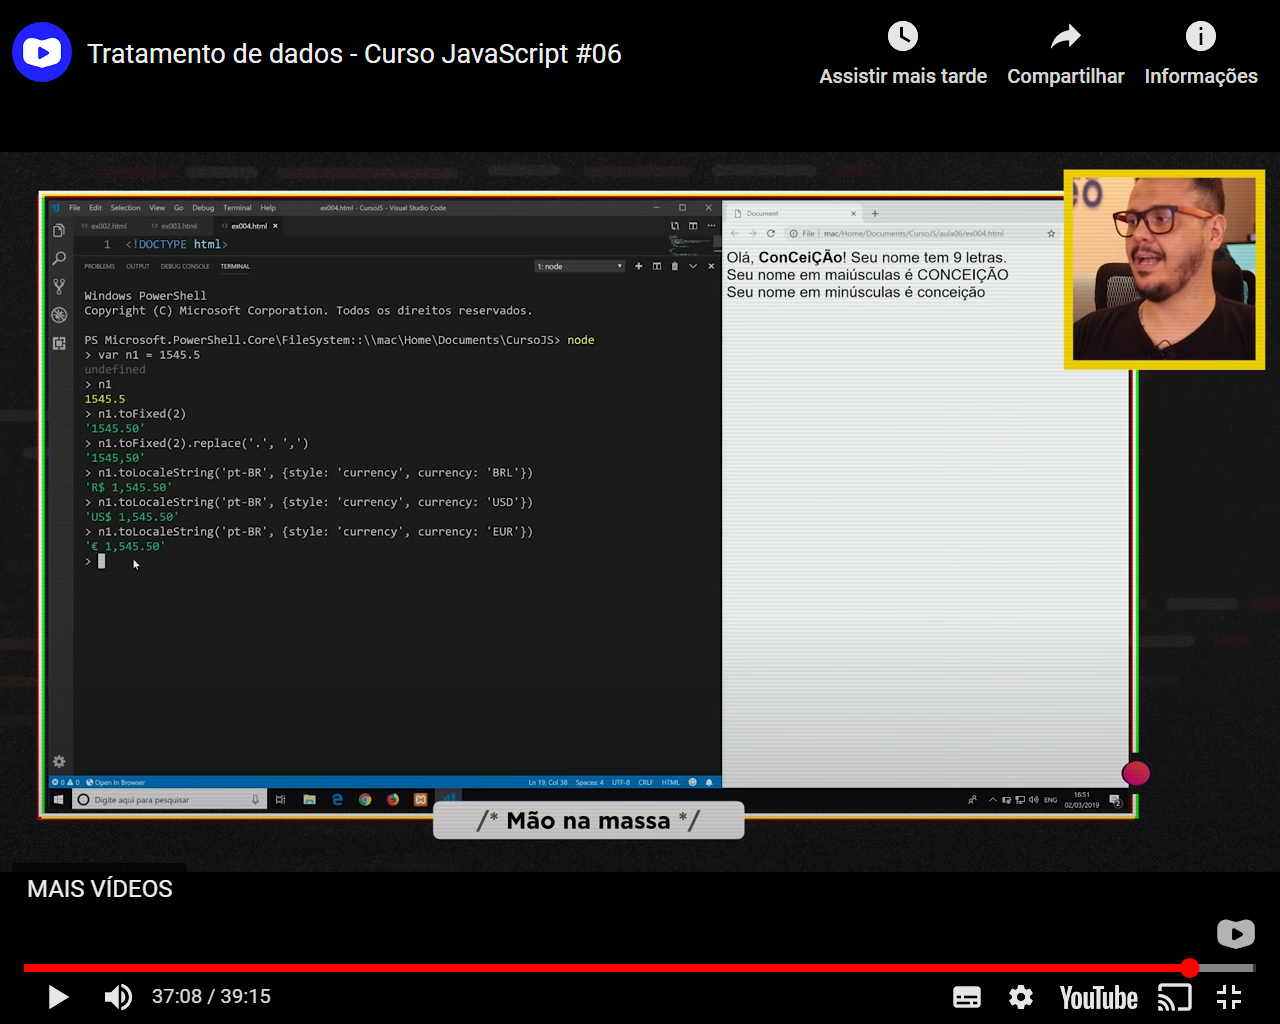 Tratamento de dados - Curso JavaScript #06
Assistir mais tarde
Compartilhar
Informações
File Edit Selection View Go Debug Terminal Help
ex004.html - CursoJS - Visual Studio Code
ex002.html
ex003.html
ex004.html
1 <!DOCTYPE html>
PROBLEMS OUTPUT DEBUG CONSOLE TERMINAL
1: node
Windows PowerShell
Copyright (C) Microsoft Corporation. Todos os direitos reservados.
PS Microsoft.PowerShell.Core\FileSystem::\\mac\Home\Documents\CursoJS> node
> var n1 = 1545.5
undefined
> n1
1545.5
> n1.toFixed(2)
'1545.50'
> n1.toFixed(2).replace('.', ',')
'1545,50'
> n1.toLocaleString('pt-BR', {style: 'currency', currency: 'BRL'})
'R$ 1,545.50'
> n1.toLocaleString('pt-BR', {style: 'currency', currency: 'USD'})
'US$ 1,545.50'
> n1.toLocaleString('pt-BR', {style: 'currency', currency: 'EUR'})
'€ 1,545.50'
>
0 0 Open In Browser
Ln 19, Col 38 Spaces: 4 UTF-8 CRLF HTML
Document
File mac/Home/Documents/CursoJS/aula06/ex004.html
Olá, ConCeiÇÃo! Seu nome tem 9 letras.
Seu nome em maiúsculas é CONCEIÇÃO
Seu nome em minúsculas é conceição
Digite aqui para pesquisar
ENG
16:51
02/03/2019
2
/* Mão na massa */
MAIS VÍDEOS
37:08 / 39:15
YouTube